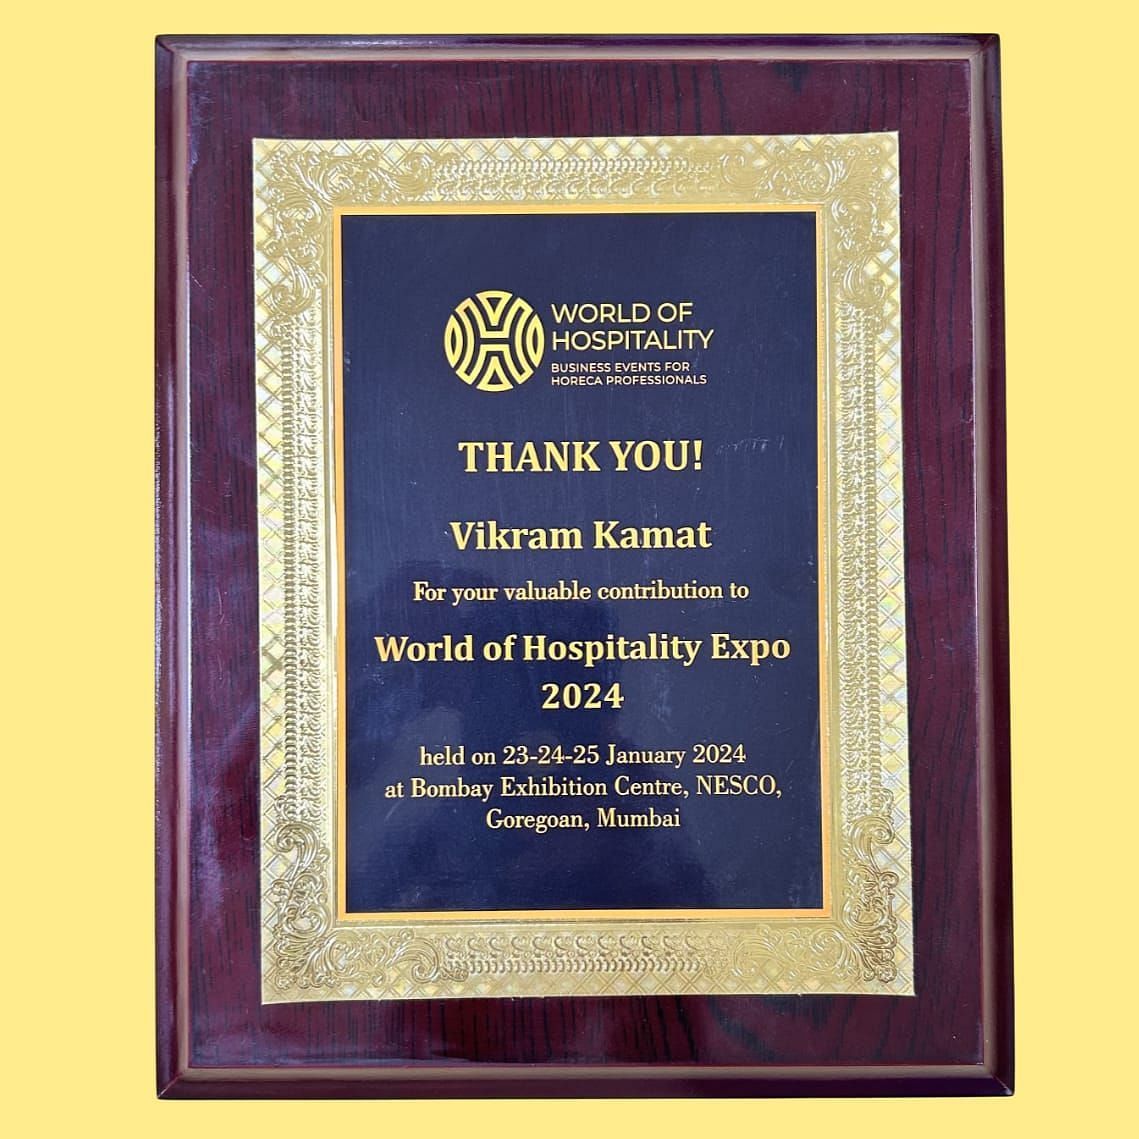 WORLD OF
HOSPITALITY
BUSINESS EVENTS FOR
HORECA PROFESSIONALS
THANK YOU!
Vikram Kamat
For your valuable contribution to
World of Hospitality Expo
2024
held on 23-24-25 January 2024
at Bombay Exhibition Centre, NESCO,
Goregoan, Mumbai